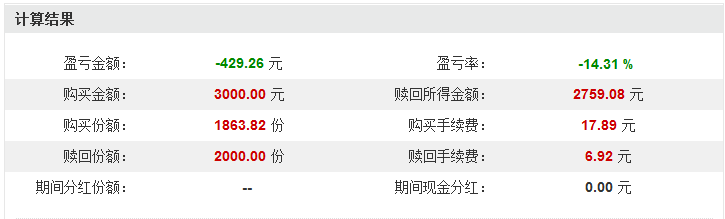 计算结果
盈亏金额： -429.26 元 盈亏率： -14.31 %
购买金额： 3000.00 元 赎回所得金额： 2759.08 元
购买份额： 1863.82 份 购买手续费： 17.89 元
赎回份额： 2000.00 份 赎回手续费： 6.92 元
期间分红份额： -- 期间现金分红： 0.00 元